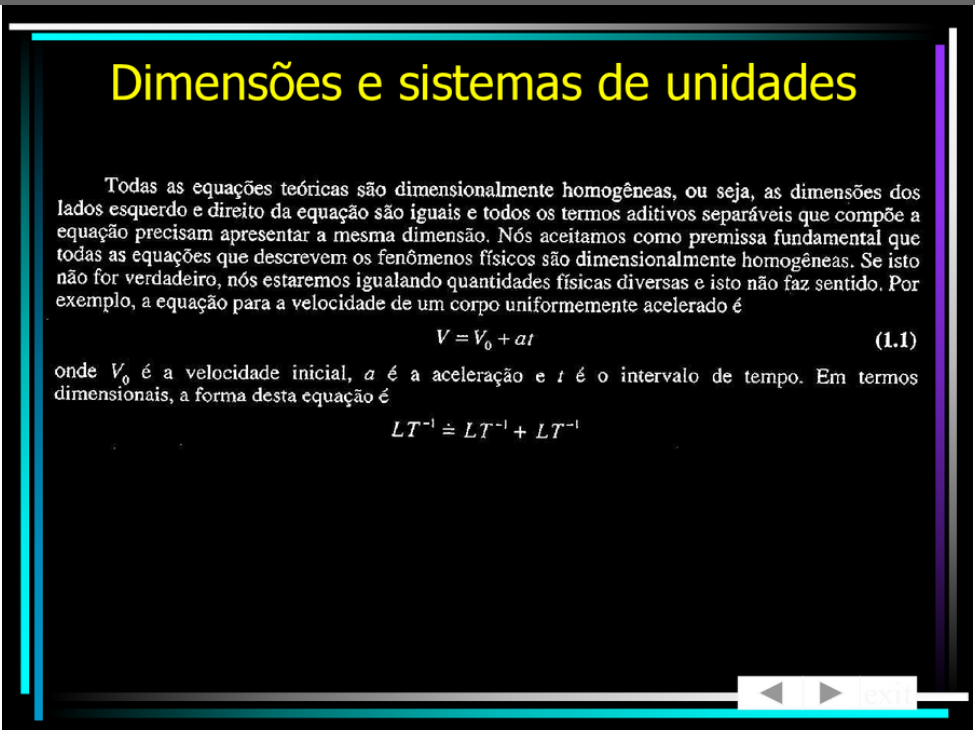 Dimensões e sistemas de unidades
Todas as equações teóricas são dimensionalmente homogêneas, ou seja, as dimensões dos
lados esquerdo e direito da equação são iguais e todos os termos aditivos separáveis que compõe a
equação precisam apresentar a mesma dimensão. Nós aceitamos como premissa fundamental que
todas as equações que descrevem os fenômenos físicos são dimensionalmente homogêneas. Se isto
não for verdadeiro, nós estaremos igualando quantidades físicas diversas e isto não faz sentido. Por
exemplo, a equação para a velocidade de um corpo uniformemente acelerado é
V = V₀ + at (1.1)
onde V₀ é a velocidade inicial, a é a aceleração e t é o intervalo de tempo. Em termos
dimensionais, a forma desta equação é
LT⁻¹ ≐ LT⁻¹ + LT⁻¹
exit